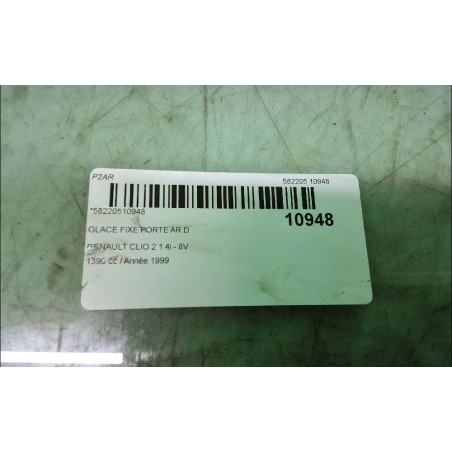 P2AR 582205 10948
*58220510948
10948
GLACE FIXE PORTE AR D
RENAULT CLIO 2 1.4i - 8V
1390 cc / Année 1999